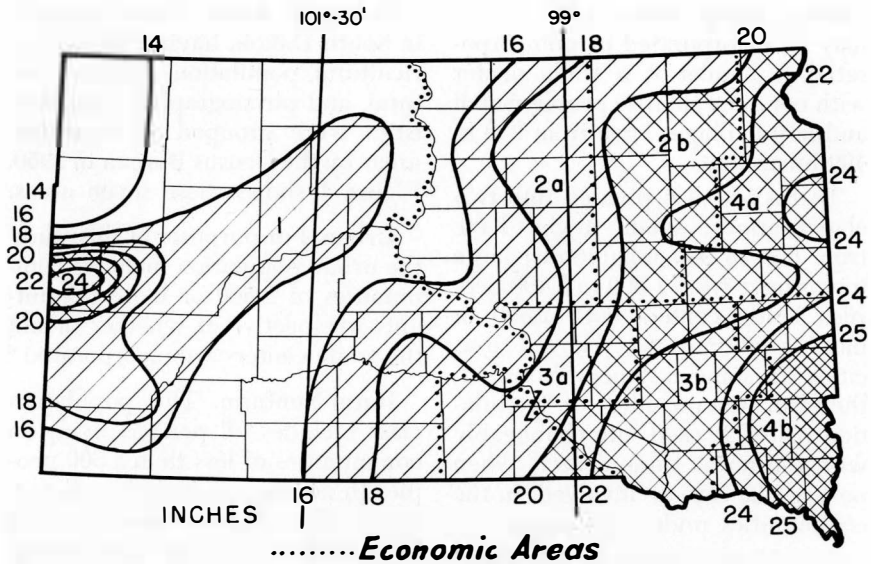 101°-30' 99°
14 16 18 20
22
2b
24
14 2a 4a
16
18 I
20 24
22 24
20 24
25
18 3a 3b
16 4b
16 18 20 22 24 25
INCHES
........Economic Areas